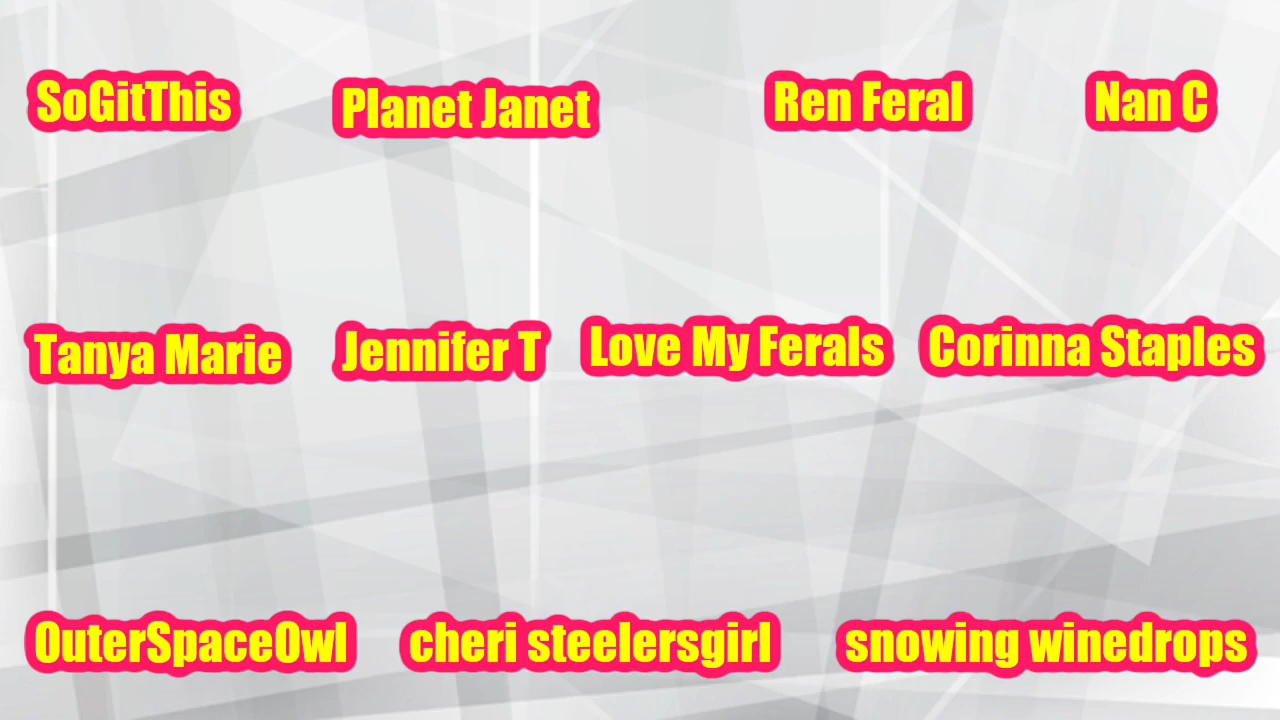 SoGitThis Planet Janet Ren Feral Nan C
Tanya Marie Jennifer T Love My Ferals Corinna Staples
OuterSpaceOwl cheri steelersgirl snowing winedrops